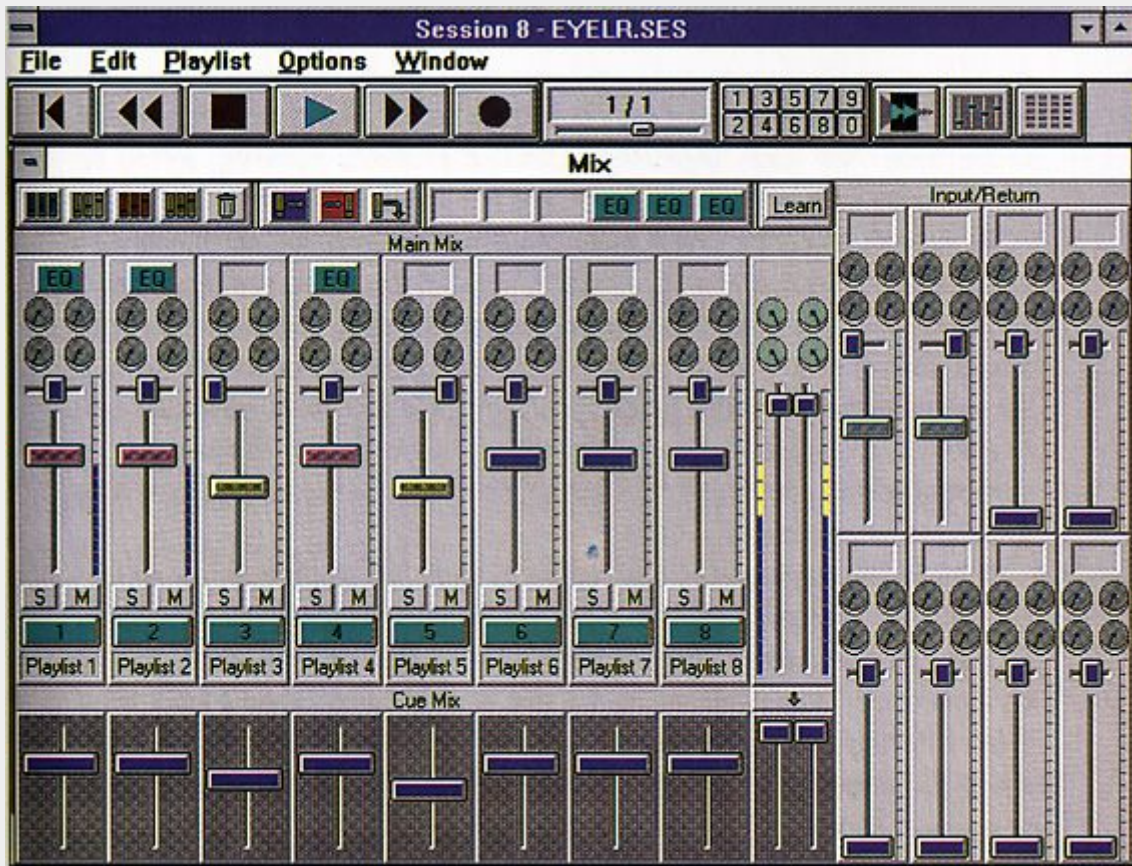 Session 8 - EYELR.SES
File Edit Playlist Options Window
1 / 1
1 3 5 7 9
2 4 6 8 0
Mix
EQ EQ EQ Learn
Input/Return
Main Mix
EQ EQ EQ
S M S M S M S M S M S M S M S M
1 2 3 4 5 6 7 8
Playlist 1 Playlist 2 Playlist 3 Playlist 4 Playlist 5 Playlist 6 Playlist 7 Playlist 8
Cue Mix